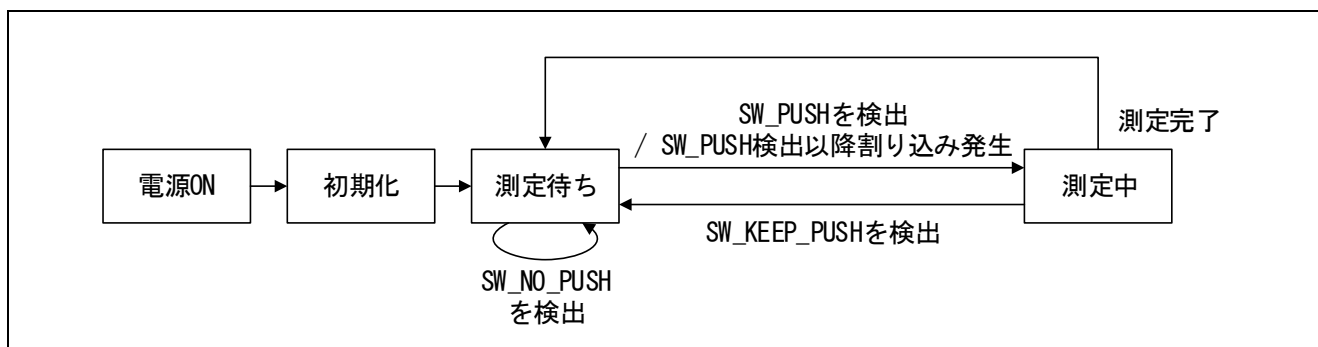 SW_PUSHを検出
/ SW_PUSH検出以降割り込み発生
測定完了
電源ON
初期化
測定待ち
測定中
SW_KEEP_PUSHを検出
SW_NO_PUSH
を検出